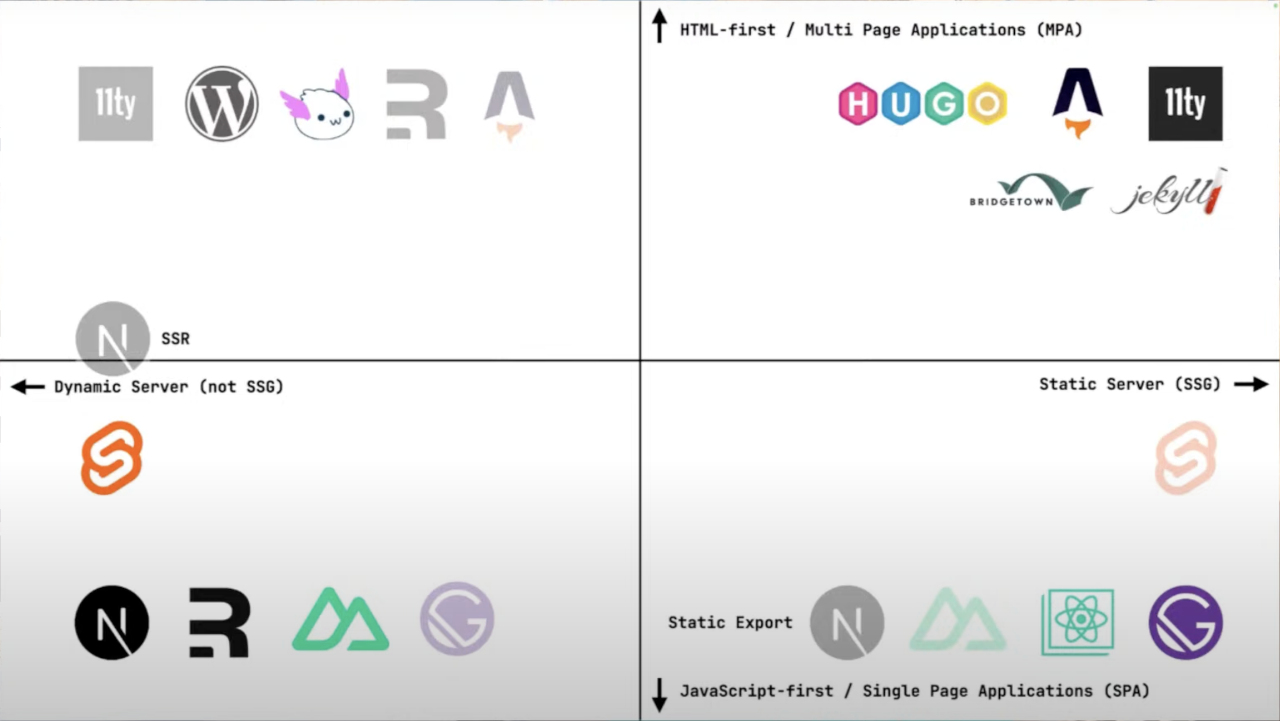 ↑ HTML-first / Multi Page Applications (MPA)
11ty
W
HUGO
11ty
BRIDGETOWN
jekyll
N
SSR
← Dynamic Server (not SSG)
Static Server (SSG) →
N
R
G
Static Export
N
G
↓ JavaScript-first / Single Page Applications (SPA)